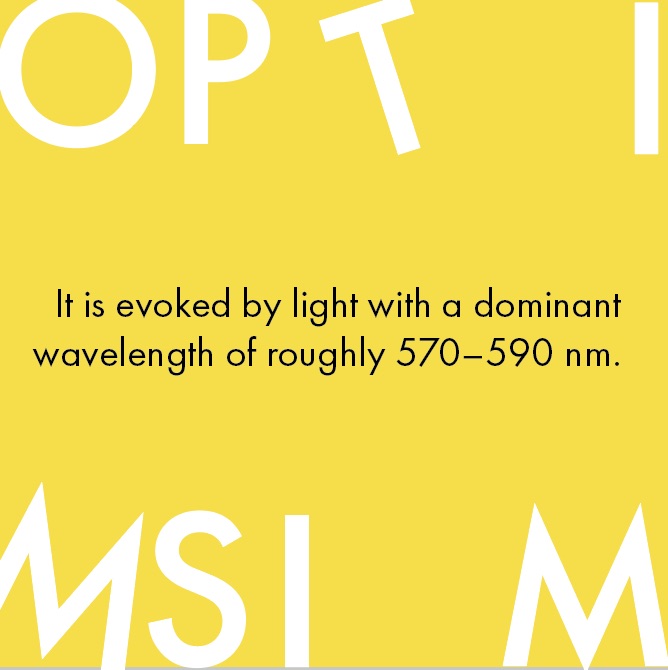 OPT I
It is evoked by light with a dominant
wavelength of roughly 570–590 nm.
MSI M